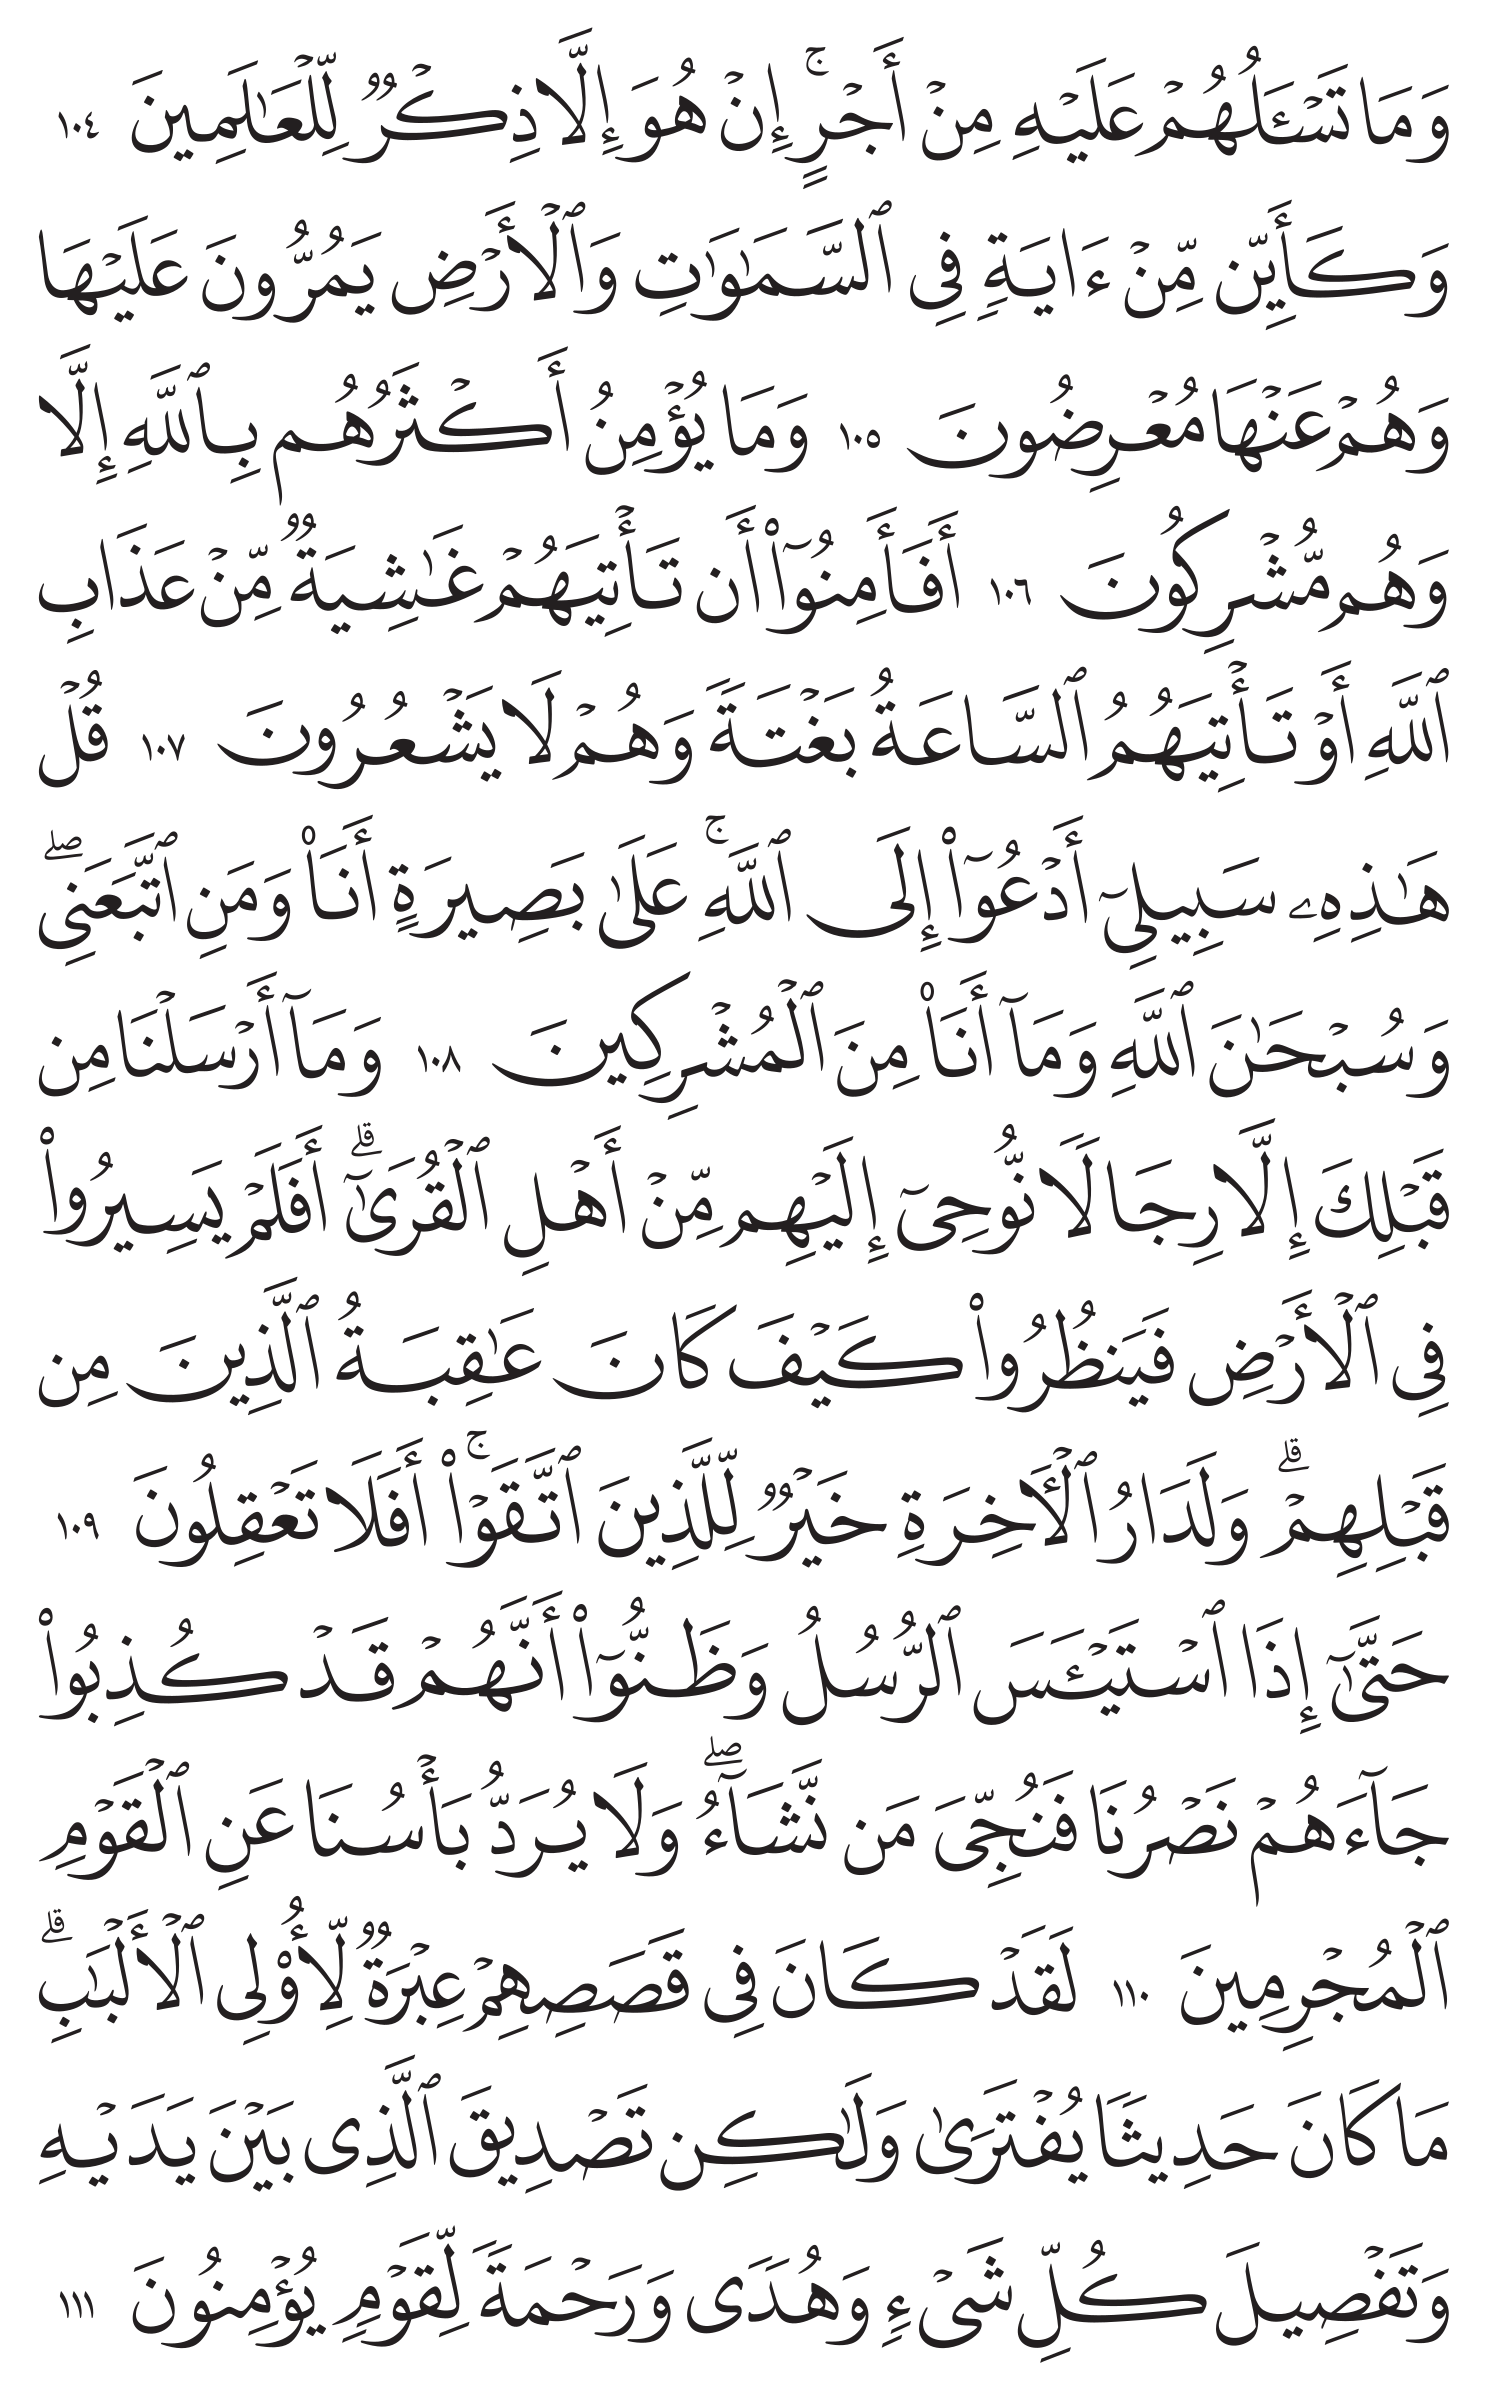 وَمَا تَسْـَٔلُهُمْ عَلَيْهِ مِنْ أَجْرٍ ۚ إِنْ هُوَ إِلَّا ذِكْرٌ لِّلْعَـٰلَمِينَ ١٠٤
وَكَأَيِّن مِّنْ ءَايَةٍ فِى ٱلسَّمَـٰوَٰتِ وَٱلْأَرْضِ يَمُرُّونَ عَلَيْهَا
وَهُمْ عَنْهَا مُعْرِضُونَ ١٠٥ وَمَا يُؤْمِنُ أَكْثَرُهُم بِٱللَّهِ إِلَّا
وَهُم مُّشْرِكُونَ ١٠٦ أَفَأَمِنُوٓا۟ أَن تَأْتِيَهُمْ غَـٰشِيَةٌ مِّنْ عَذَابِ
ٱللَّهِ أَوْ تَأْتِيَهُمُ ٱلسَّاعَةُ بَغْتَةً وَهُمْ لَا يَشْعُرُونَ ١٠٧ قُلْ
هَـٰذِهِۦ سَبِيلِىٓ أَدْعُوٓا۟ إِلَى ٱللَّهِ ۚ عَلَىٰ بَصِيرَةٍ أَنَا۠ وَمَنِ ٱتَّبَعَنِى ۖ
وَسُبْحَـٰنَ ٱللَّهِ وَمَآ أَنَا۠ مِنَ ٱلْمُشْرِكِينَ ١٠٨ وَمَآ أَرْسَلْنَا مِن
قَبْلِكَ إِلَّا رِجَالًا نُّوحِىٓ إِلَيْهِم مِّنْ أَهْلِ ٱلْقُرَىٰٓ ۗ أَفَلَمْ يَسِيرُوا۟
فِى ٱلْأَرْضِ فَيَنظُرُوا۟ كَيْفَ كَانَ عَـٰقِبَةُ ٱلَّذِينَ مِن
قَبْلِهِمْ ۗ وَلَدَارُ ٱلْـَٔاخِرَةِ خَيْرٌ لِّلَّذِينَ ٱتَّقَوْا۟ ۚ أَفَلَا تَعْقِلُونَ ١٠٩
حَتَّىٰٓ إِذَا ٱسْتَيْـَٔسَ ٱلرُّسُلُ وَظَنُّوٓا۟ أَنَّهُمْ قَدْ كُذِبُوا۟
جَآءَهُمْ نَصْرُنَا فَنُجِّىَ مَن نَّشَآءُ ۖ وَلَا يُرَدُّ بَأْسُنَا عَنِ ٱلْقَوْمِ
ٱلْمُجْرِمِينَ ١١٠ لَقَدْ كَانَ فِى قَصَصِهِمْ عِبْرَةٌ لِّأُو۟لِى ٱلْأَلْبَـٰبِ ۗ
مَا كَانَ حَدِيثًا يُفْتَرَىٰ وَلَـٰكِن تَصْدِيقَ ٱلَّذِى بَيْنَ يَدَيْهِ
وَتَفْصِيلَ كُلِّ شَىْءٍ وَهُدًى وَرَحْمَةً لِّقَوْمٍ يُؤْمِنُونَ ١١١